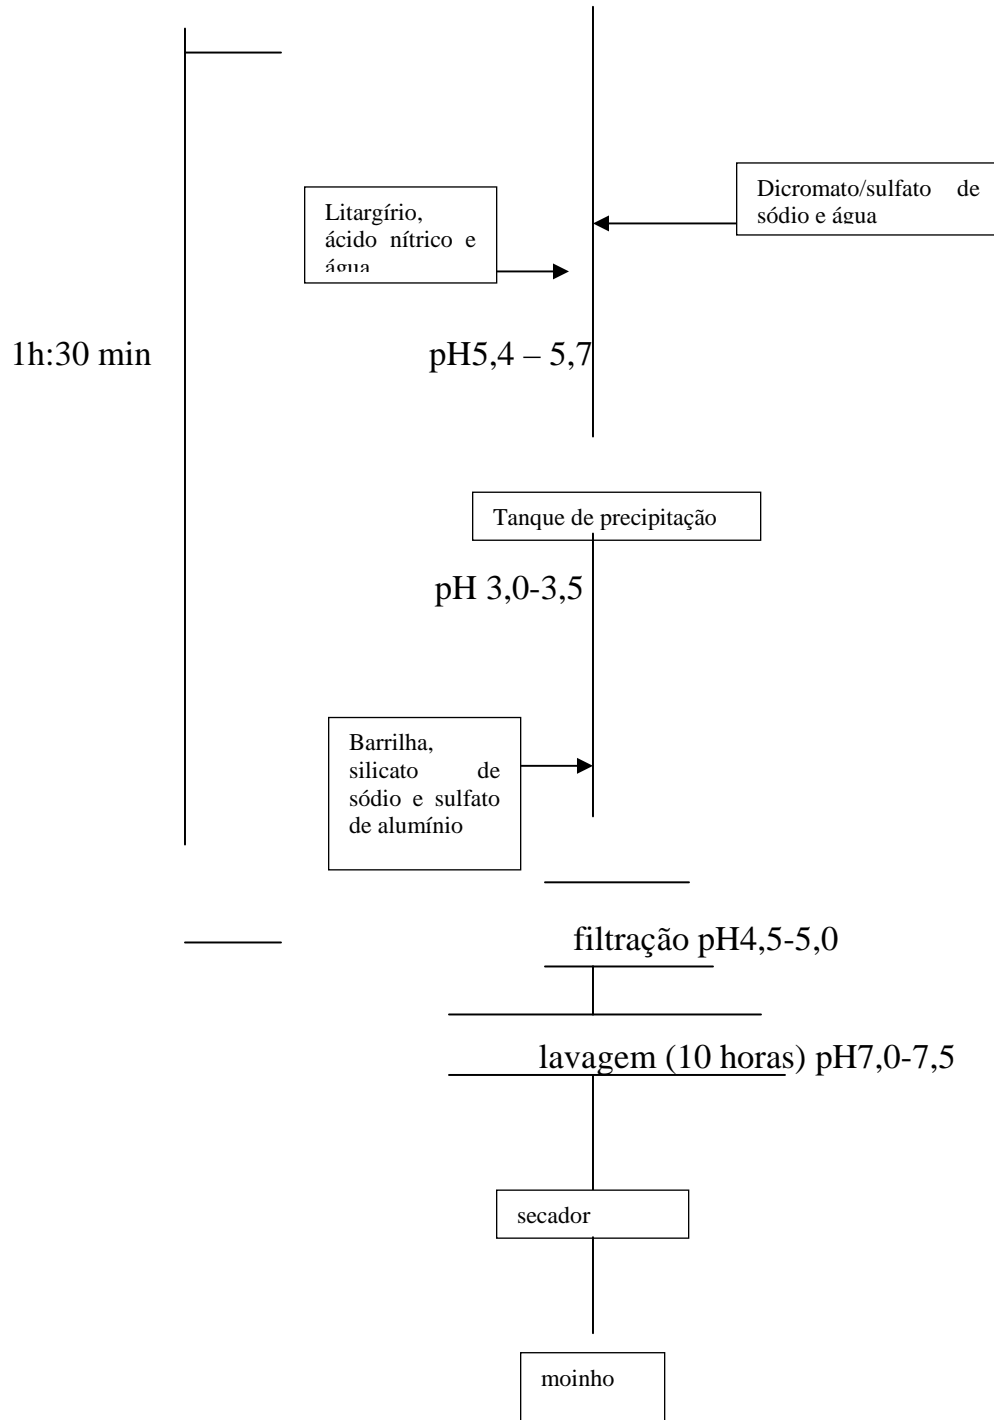 Dicromato/sulfato de
sódio e água
Litargírio,
ácido nítrico e
água
1h:30 min
pH5,4 – 5,7
Tanque de precipitação
pH 3,0-3,5
Barrilha,
silicato de
sódio e sulfato
de alumínio
filtração pH4,5-5,0
lavagem (10 horas) pH7,0-7,5
secador
moinho